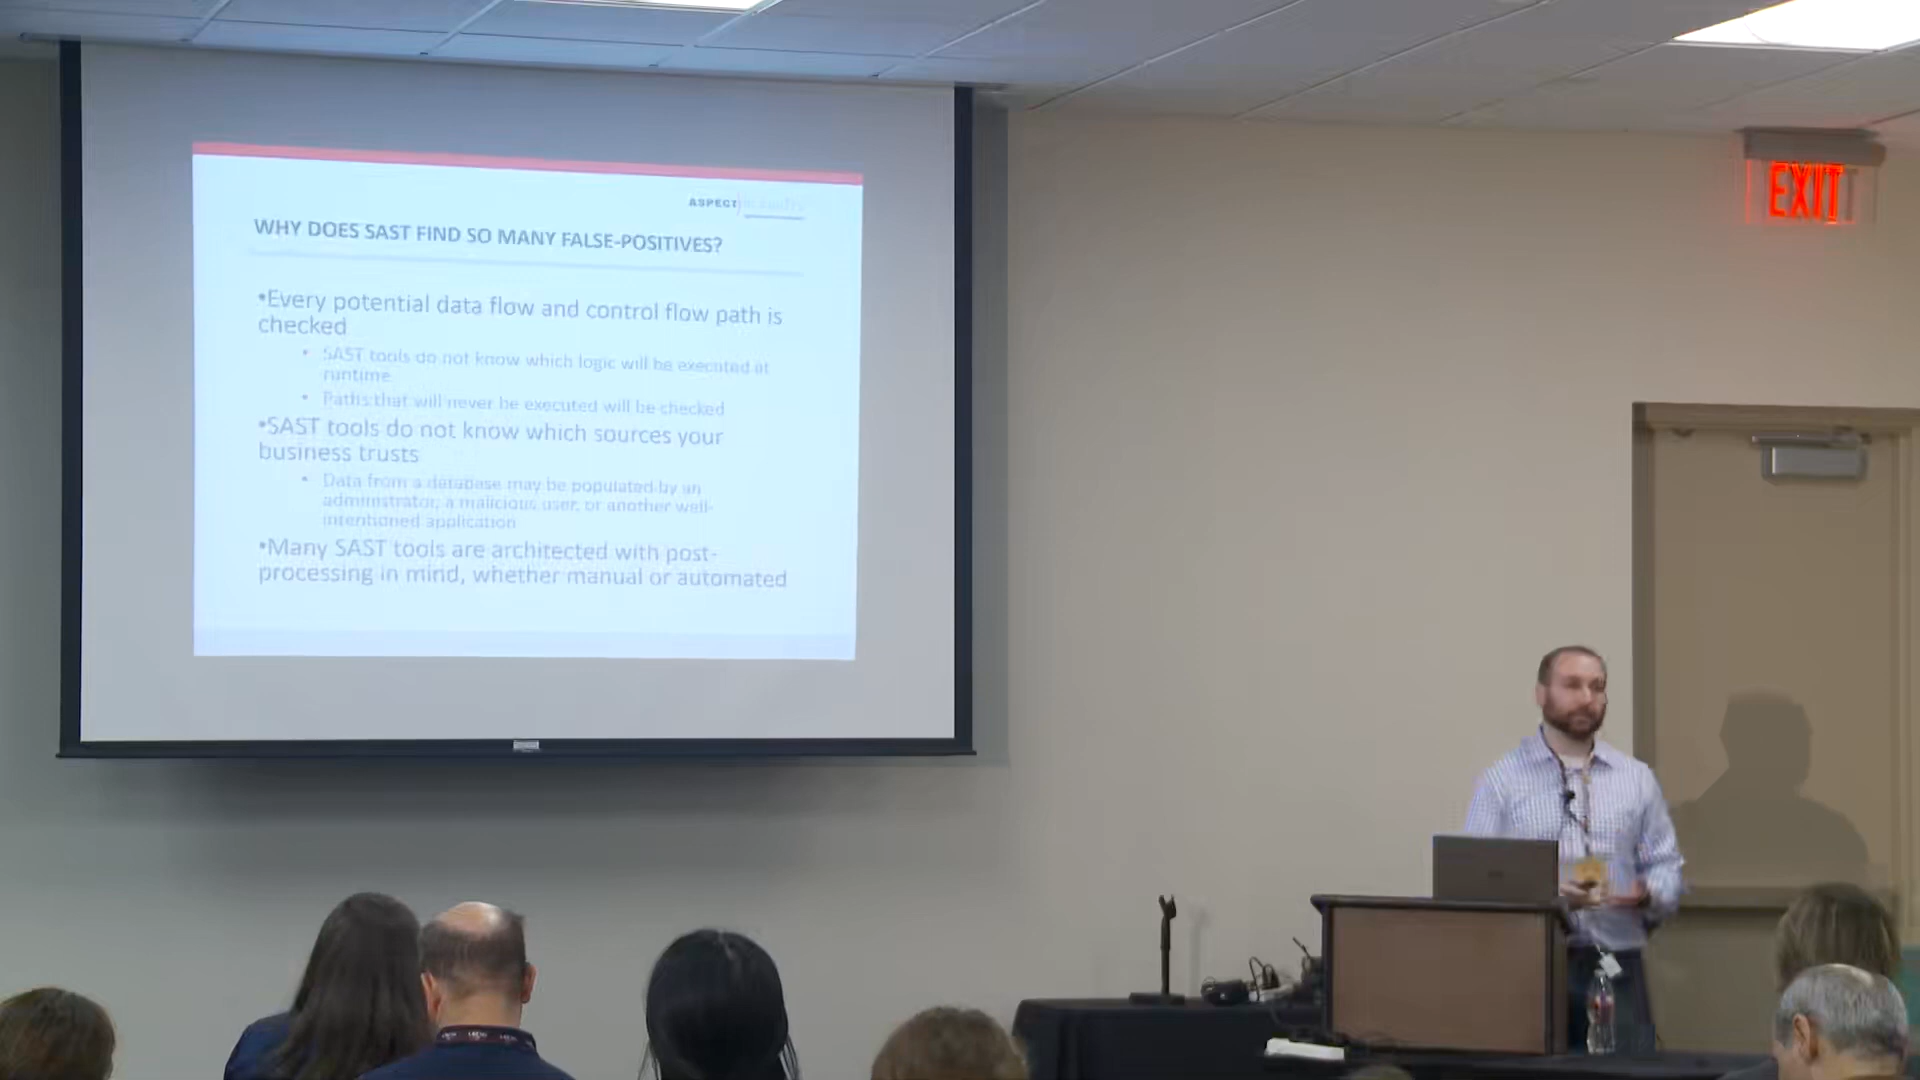 ASPECT Security
WHY DOES SAST FIND SO MANY FALSE-POSITIVES?
•Every potential data flow and control flow path is
checked
• SAST tools do not know which logic will be executed at
runtime
• Paths that will never be executed will be checked
•SAST tools do not know which sources your
business trusts
• Data from a database may be populated by an
administrator, a malicious user, or another well-
intentioned application
•Many SAST tools are architected with post-
processing in mind, whether manual or automated
EXIT